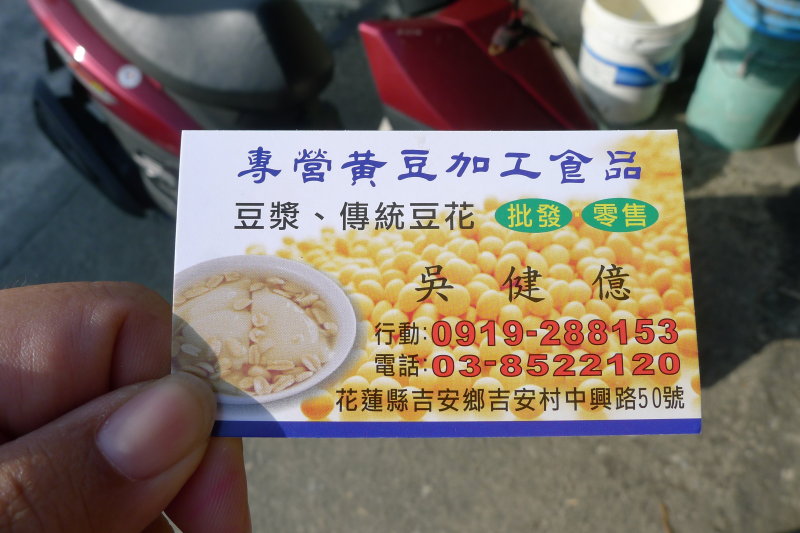 專營黃豆加工食品
豆漿、傳統豆花 批發·零售
吳健億
行動:0919-288153
電話:03-8522120
花蓮縣吉安鄉吉安村中興路50號